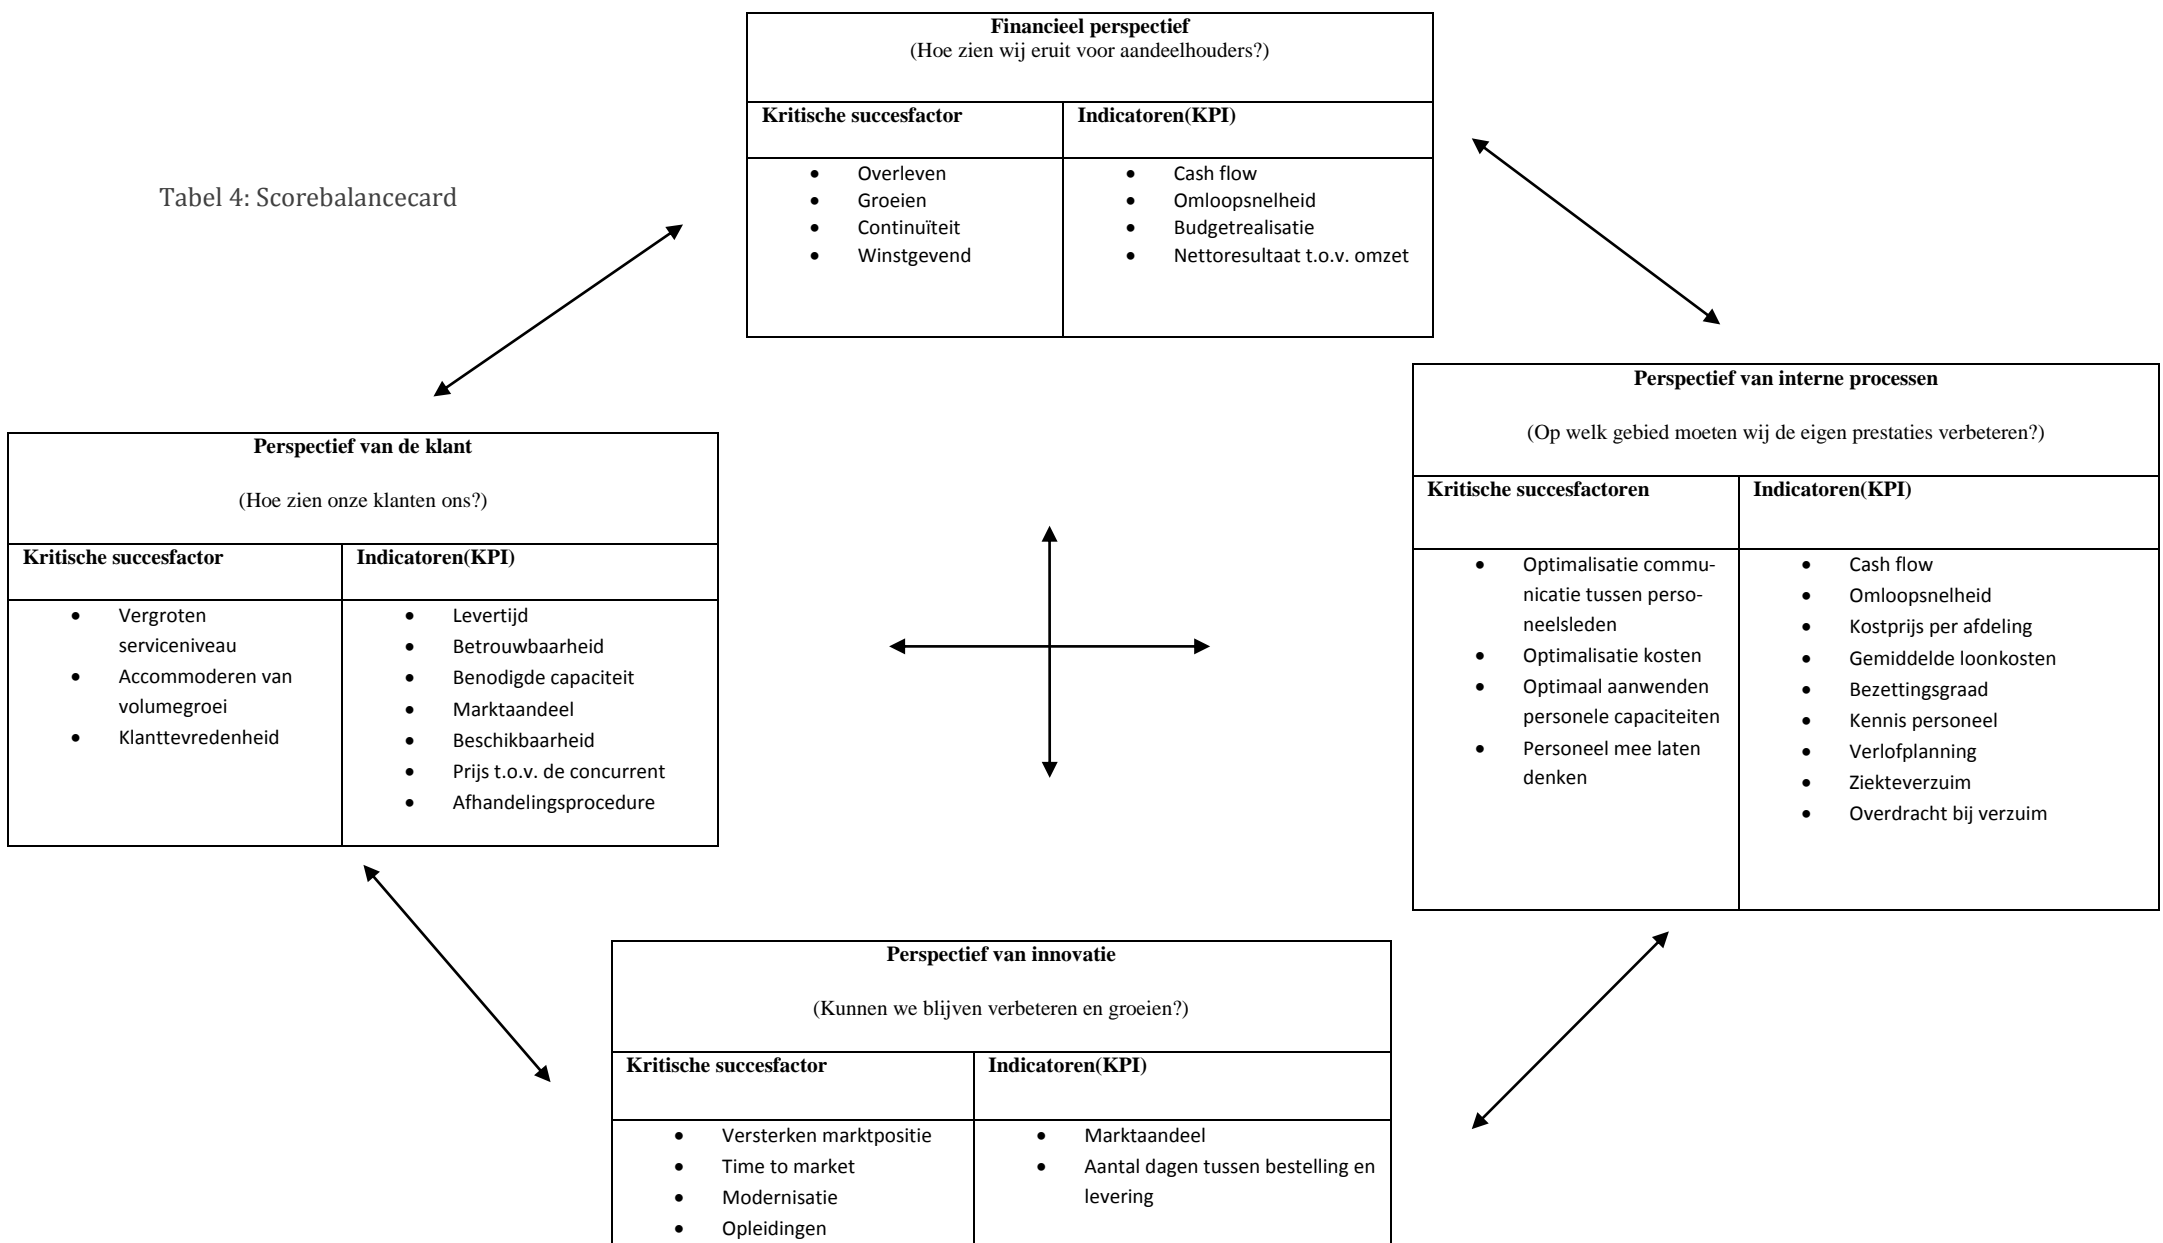 Financieel perspectief
(Hoe zien wij eruit voor aandeelhouders?)
Kritische succesfactor
Indicatoren(KPI)
• Overleven
• Groeien
• Continuïteit
• Winstgevend
• Cash flow
• Omloopsnelheid
• Budgetrealisatie
• Nettoresultaat t.o.v. omzet
Tabel 4: Scorebalancecard
Perspectief van de klant
(Hoe zien onze klanten ons?)
Kritische succesfactor
Indicatoren(KPI)
• Vergroten
serviceniveau
• Accommoderen van
volumegroei
• Klanttevredenheid
• Levertijd
• Betrouwbaarheid
• Benodigde capaciteit
• Marktaandeel
• Beschikbaarheid
• Prijs t.o.v. de concurrent
• Afhandelingsprocedure
Perspectief van interne processen
(Op welk gebied moeten wij de eigen prestaties verbeteren?)
Kritische succesfactoren
Indicatoren(KPI)
• Optimalisatie commu-
nicatie tussen perso-
neelsleden
• Optimalisatie kosten
• Optimaal aanwenden
personele capaciteiten
• Personeel mee laten
denken
• Cash flow
• Omloopsnelheid
• Kostprijs per afdeling
• Gemiddelde loonkosten
• Bezettingsgraad
• Kennis personeel
• Verlofplanning
• Ziekteverzuim
• Overdracht bij verzuim
Perspectief van innovatie
(Kunnen we blijven verbeteren en groeien?)
Kritische succesfactor
Indicatoren(KPI)
• Versterken marktpositie
• Time to market
• Modernisatie
• Opleidingen
• Marktaandeel
• Aantal dagen tussen bestelling en
levering